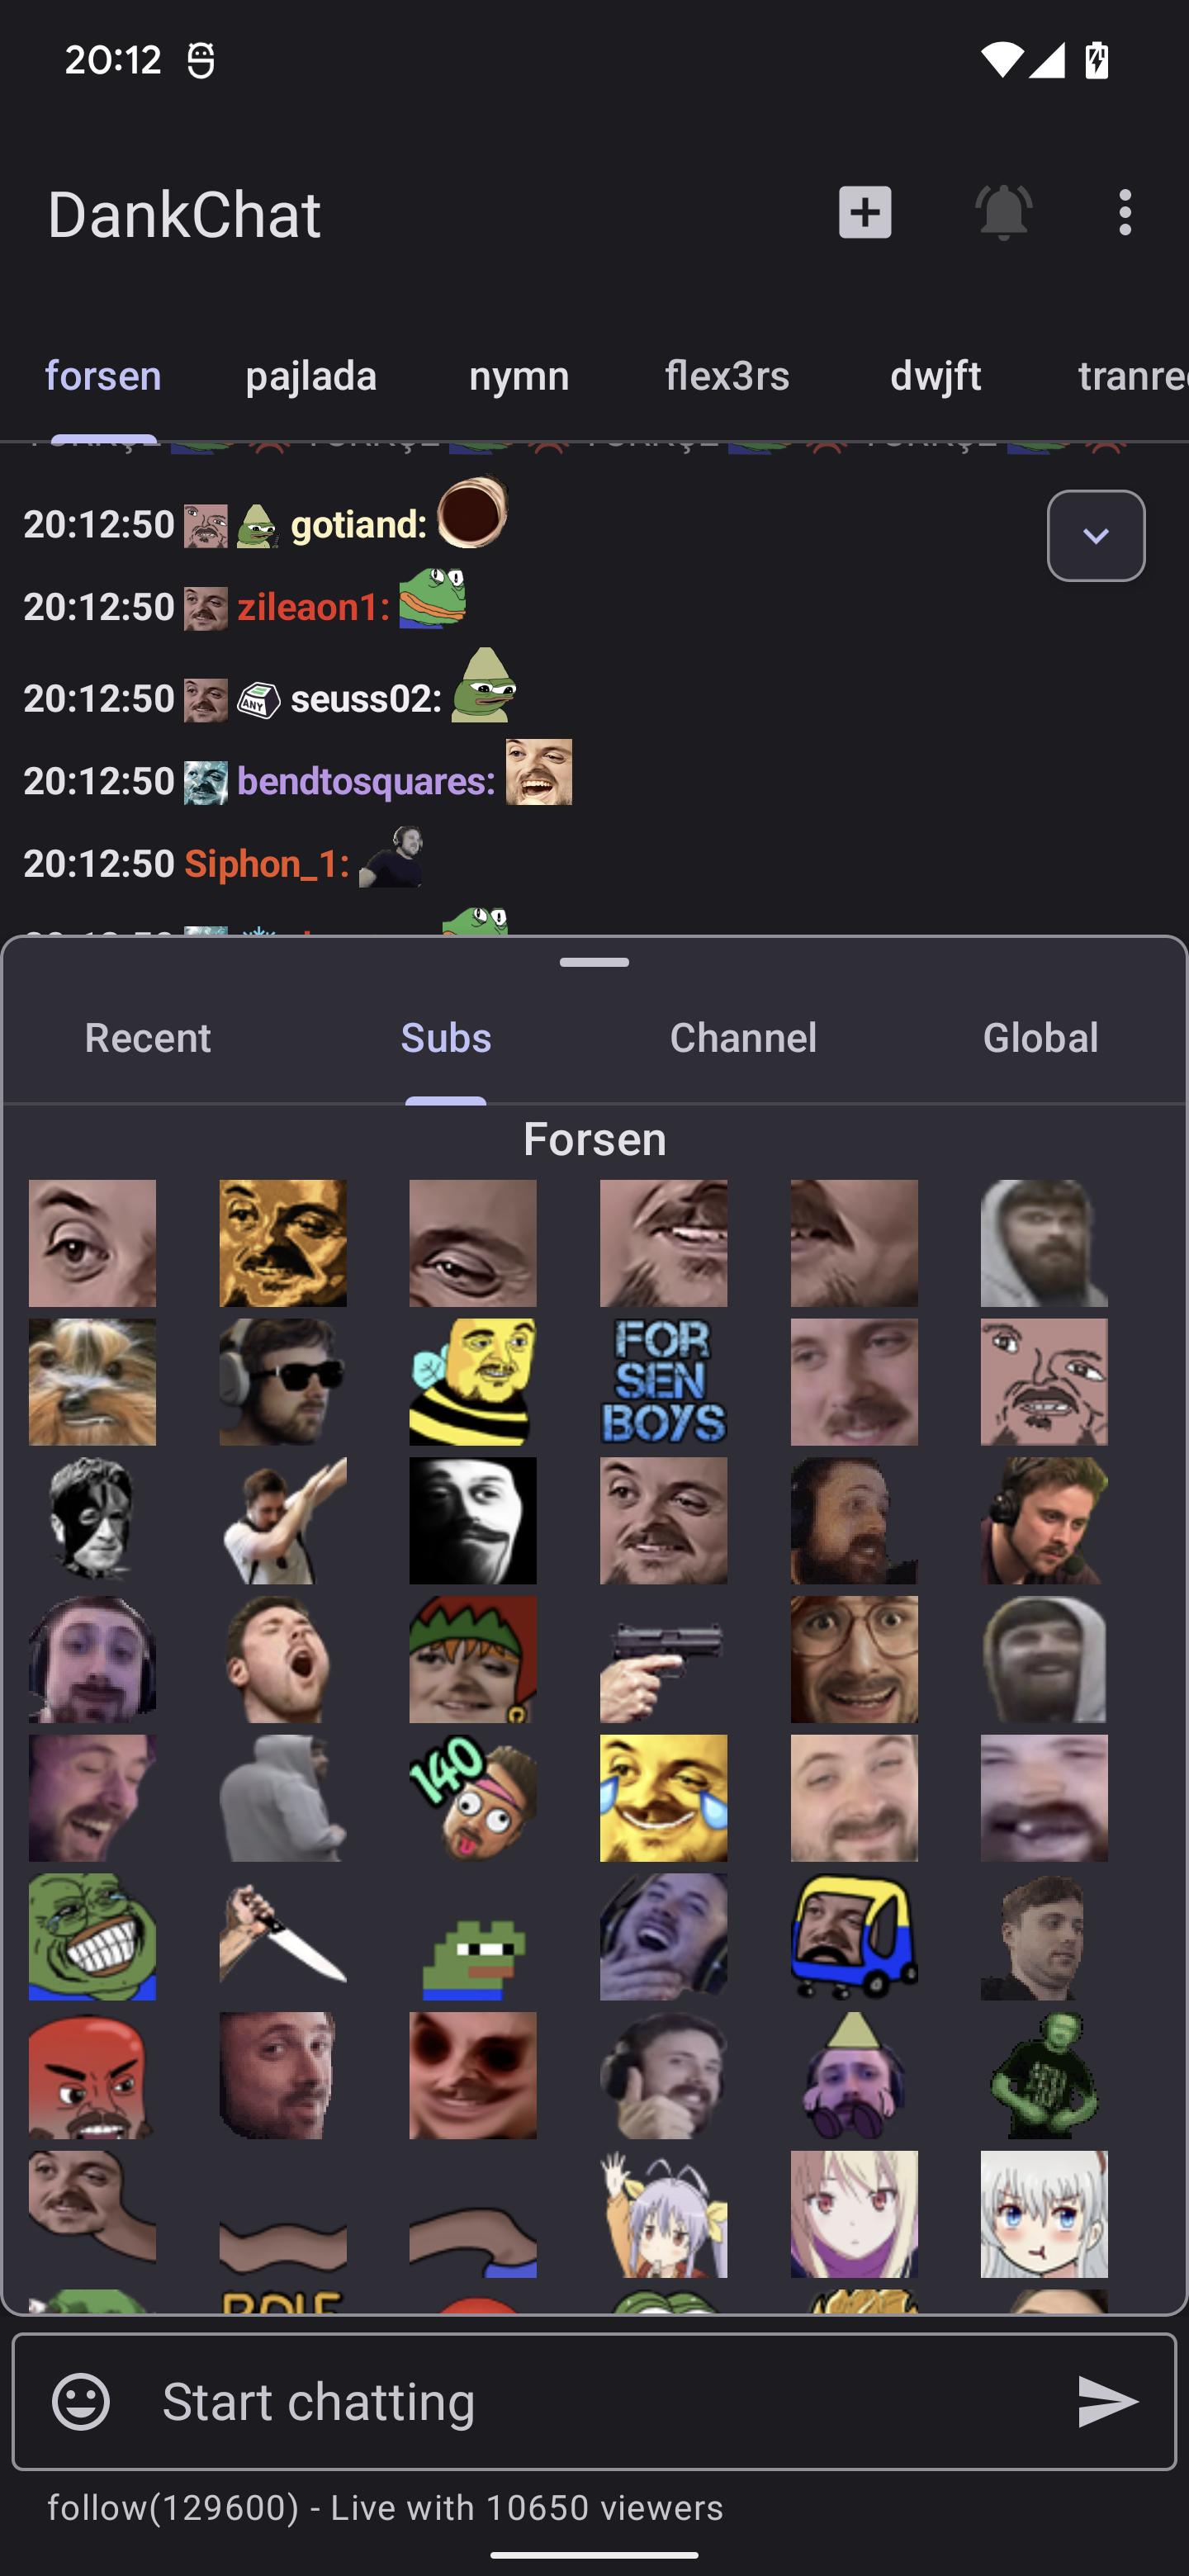 20:12
DankChat
forsen pajlada nymn flex3rs dwjft
20:12:50 gotiand:
20:12:50 zileaon1:
20:12:50 ANY seuss02:
20:12:50 bendtosquares:
20:12:50 Siphon_1:
Recent Subs Channel Global
Forsen
FOR
SEN
BOYS
140
Start chatting
follow(129600) - Live with 10650 viewers